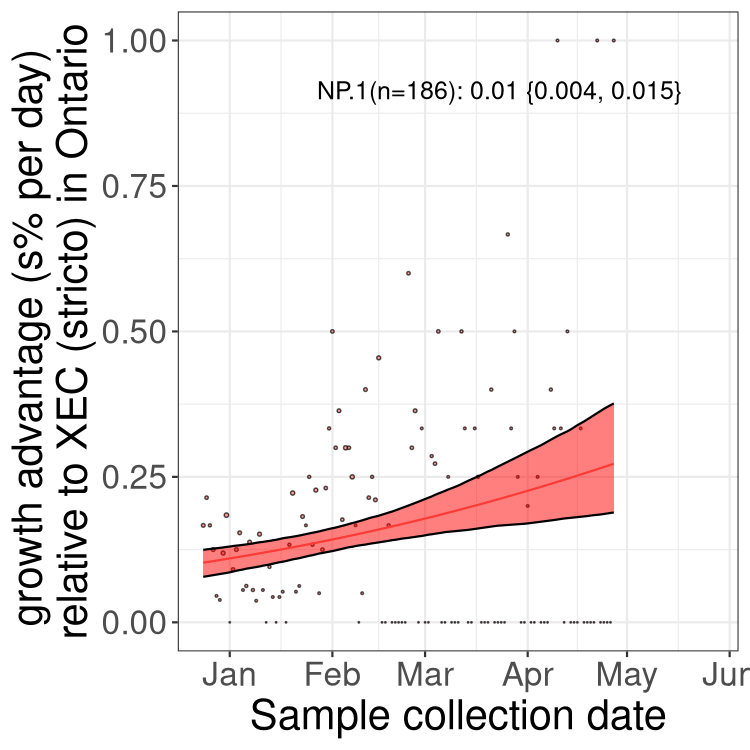 growth advantage (s% per day)
relative to XEC (stricto) in Ontario
1.00
0.75
0.50
0.25
0.00
NP.1(n=186): 0.01 {0.004, 0.015}
Jan Feb Mar Apr May Jun
Sample collection date